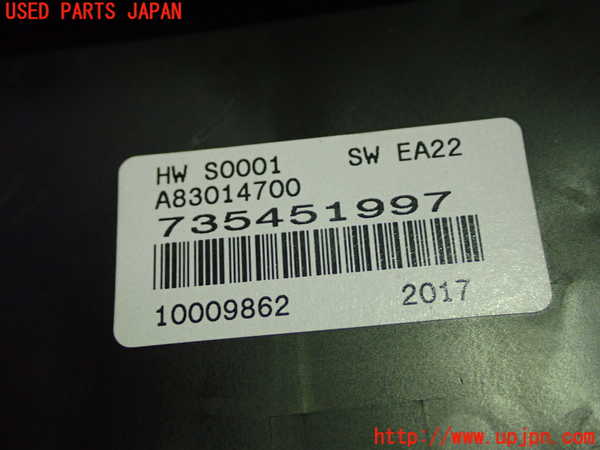 USED PARTS JAPAN
HW S0001 SW EA22
A83014700
735451997
10009862 2017
http://www.upjpn.com/